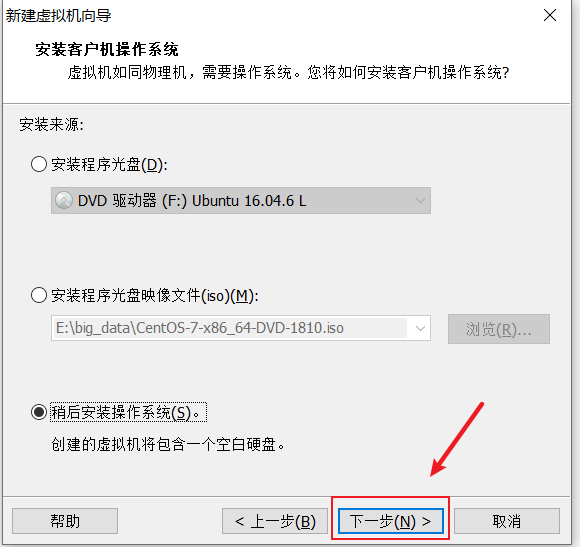 新建虚拟机向导
安装客户机操作系统
虚拟机如同物理机，需要操作系统。您将如何安装客户机操作系统?
安装来源:
安装程序光盘(D):
DVD 驱动器 (F:) Ubuntu 16.04.6 L
安装程序光盘映像文件(iso)(M):
E:\big_data\CentOS-7-x86_64-DVD-1810.iso
浏览(R)...
稍后安装操作系统(S)。
创建的虚拟机将包含一个空白硬盘。
帮助
< 上一步(B)
下一步(N) >
取消